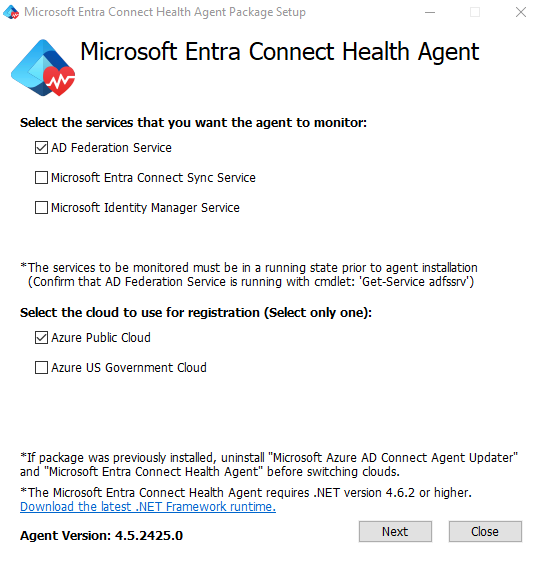 Microsoft Entra Connect Health Agent Package Setup
Microsoft Entra Connect Health Agent
Select the services that you want the agent to monitor:
AD Federation Service
Microsoft Entra Connect Sync Service
Microsoft Identity Manager Service
*The services to be monitored must be in a running state prior to agent installation
(Confirm that AD Federation Service is running with cmdlet: 'Get-Service adfssrv')
Select the cloud to use for registration (Select only one):
Azure Public Cloud
Azure US Government Cloud
*If package was previously installed, uninstall "Microsoft Azure AD Connect Agent Updater"
and "Microsoft Entra Connect Health Agent" before switching clouds.
*The Microsoft Entra Connect Health Agent requires .NET version 4.6.2 or higher.
Download the latest .NET Framework runtime.
Agent Version: 4.5.2425.0
Next
Close